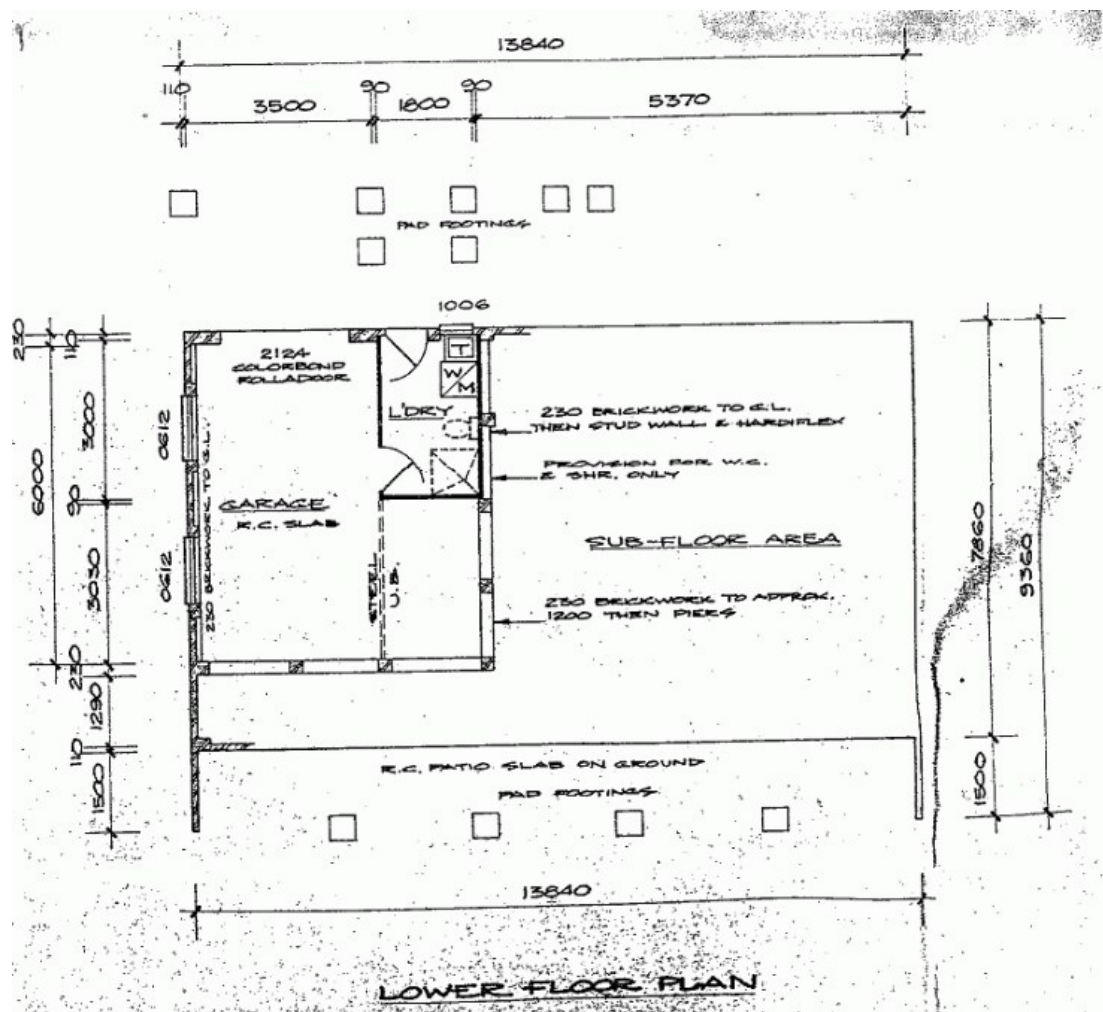 13840
110
90
90
3500
1800
5370
PAD FOOTINGS
1006
230
110
2124
COLORBOND
ROLLADOOR
T
W
M
L'DRY
0612
3000
6000
230 BRICKWORK TO G.L.
THEN STUD WALL & HARDIFLEX
PROVISION FOR W.C.
& SHR. ONLY
90
GARAGE
R.C. SLAB
230 BRICKWORK TO G.L.
SUB-FLOOR AREA
7860
9360
0612
3030
STEEL
U.B.
230 BRICKWORK TO APPROX.
1200 THEN PIERS
230
1290
110
1500
R.C. PATIO SLAB ON GROUND
PAD FOOTINGS
1500
13840
LOWER FLOOR PLAN